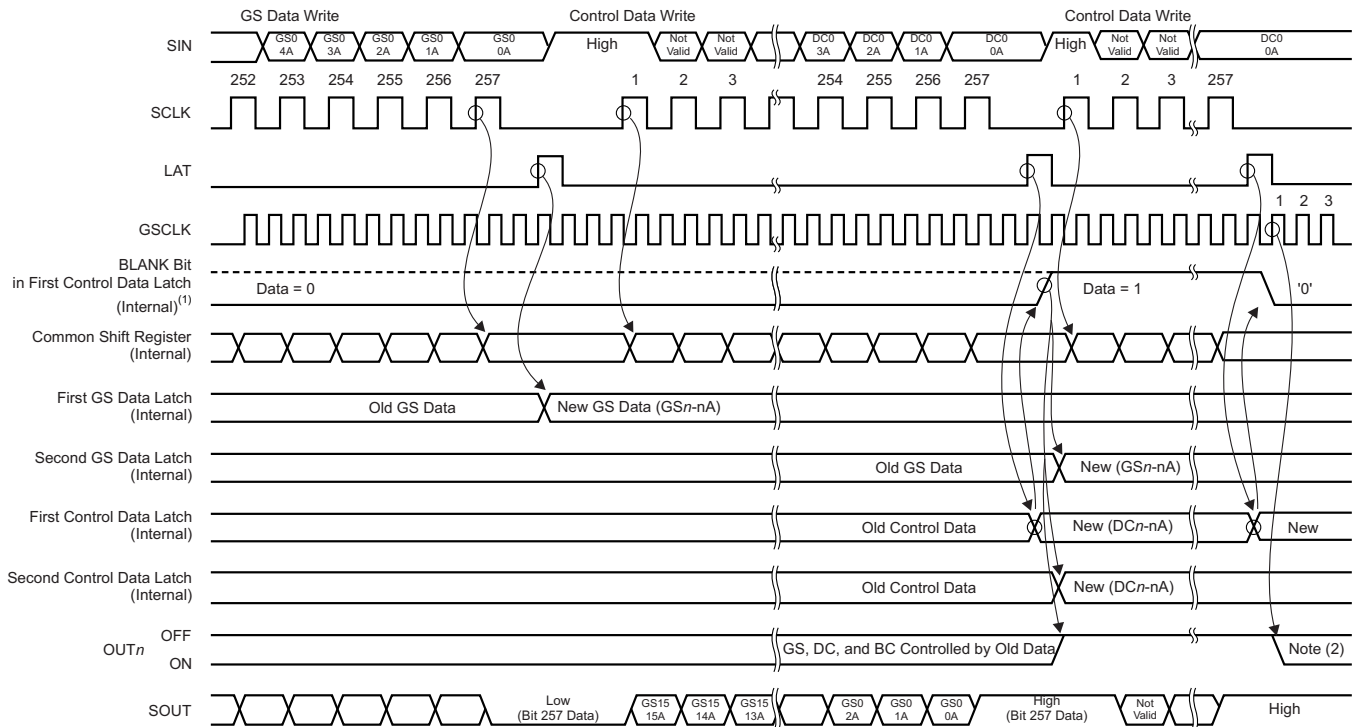 GS Data Write
Control Data Write
Control Data Write
SIN
GS0 4A
GS0 3A
GS0 2A
GS0 1A
GS0 0A
High
Not Valid
Not Valid
DC0 3A
DC0 2A
DC0 1A
DC0 0A
High
Not Valid
Not Valid
DC0 0A
252 253 254 255 256 257 1 2 3 254 255 256 257 1 2 3 257
SCLK
LAT
1 2 3
GSCLK
BLANK Bit
in First Control Data Latch
(Internal)(1)
Data = 0
Data = 1
'0'
Common Shift Register
(Internal)
First GS Data Latch
(Internal)
Old GS Data
New GS Data (GSn-nA)
Second GS Data Latch
(Internal)
Old GS Data
New (GSn-nA)
First Control Data Latch
(Internal)
Old Control Data
New (DCn-nA)
New
Second Control Data Latch
(Internal)
Old Control Data
New (DCn-nA)
OUTn
OFF
ON
GS, DC, and BC Controlled by Old Data
Note (2)
SOUT
Low
(Bit 257 Data)
GS15 15A
GS15 14A
GS15 13A
GS0 2A
GS0 1A
GS0 0A
High
(Bit 257 Data)
Not Valid
High